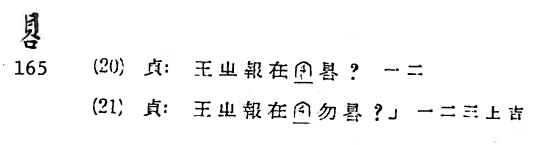 165 (20) 貞: 王㞢報在 ? 一二
(21) 貞: 王㞢報在 勿 ?」 一二三上吉